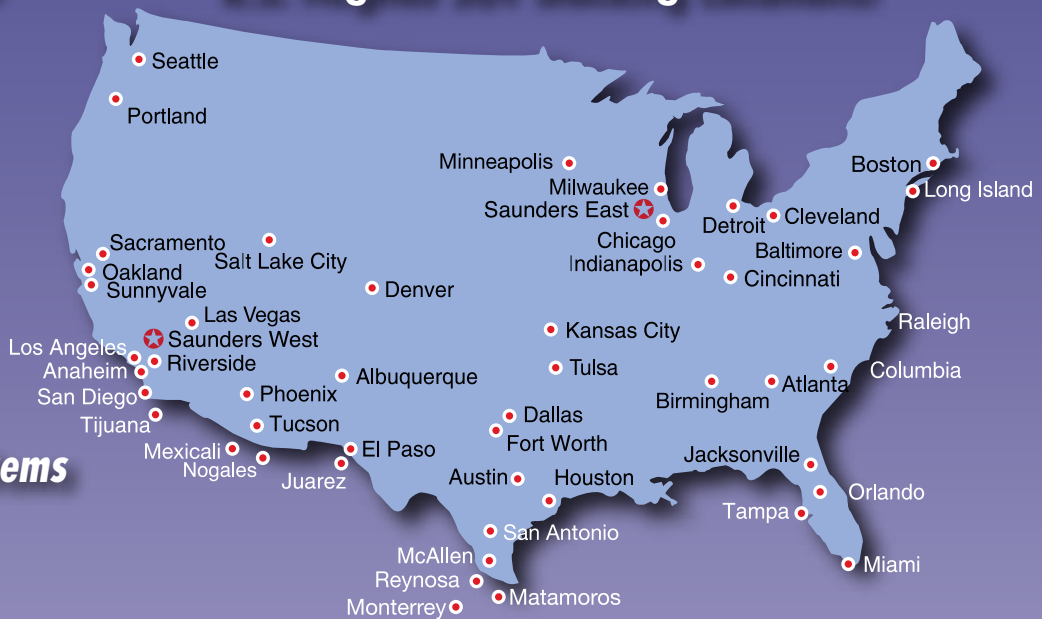 Seattle
Portland
Minneapolis
Milwaukee
Saunders East
Chicago
Indianapolis
Detroit
Cleveland
Boston
Long Island
Baltimore
Cincinnati
Sacramento
Oakland
Sunnyvale
Salt Lake City
Denver
Las Vegas
Saunders West
Los Angeles
Riverside
Anaheim
San Diego
Tijuana
Phoenix
Tucson
Mexicali
Nogales
Albuquerque
El Paso
Juarez
Kansas City
Tulsa
Dallas
Fort Worth
Austin
Houston
San Antonio
McAllen
Reynosa
Monterrey
Matamoros
Raleigh
Columbia
Birmingham
Atlanta
Jacksonville
Orlando
Tampa
Miami
ems